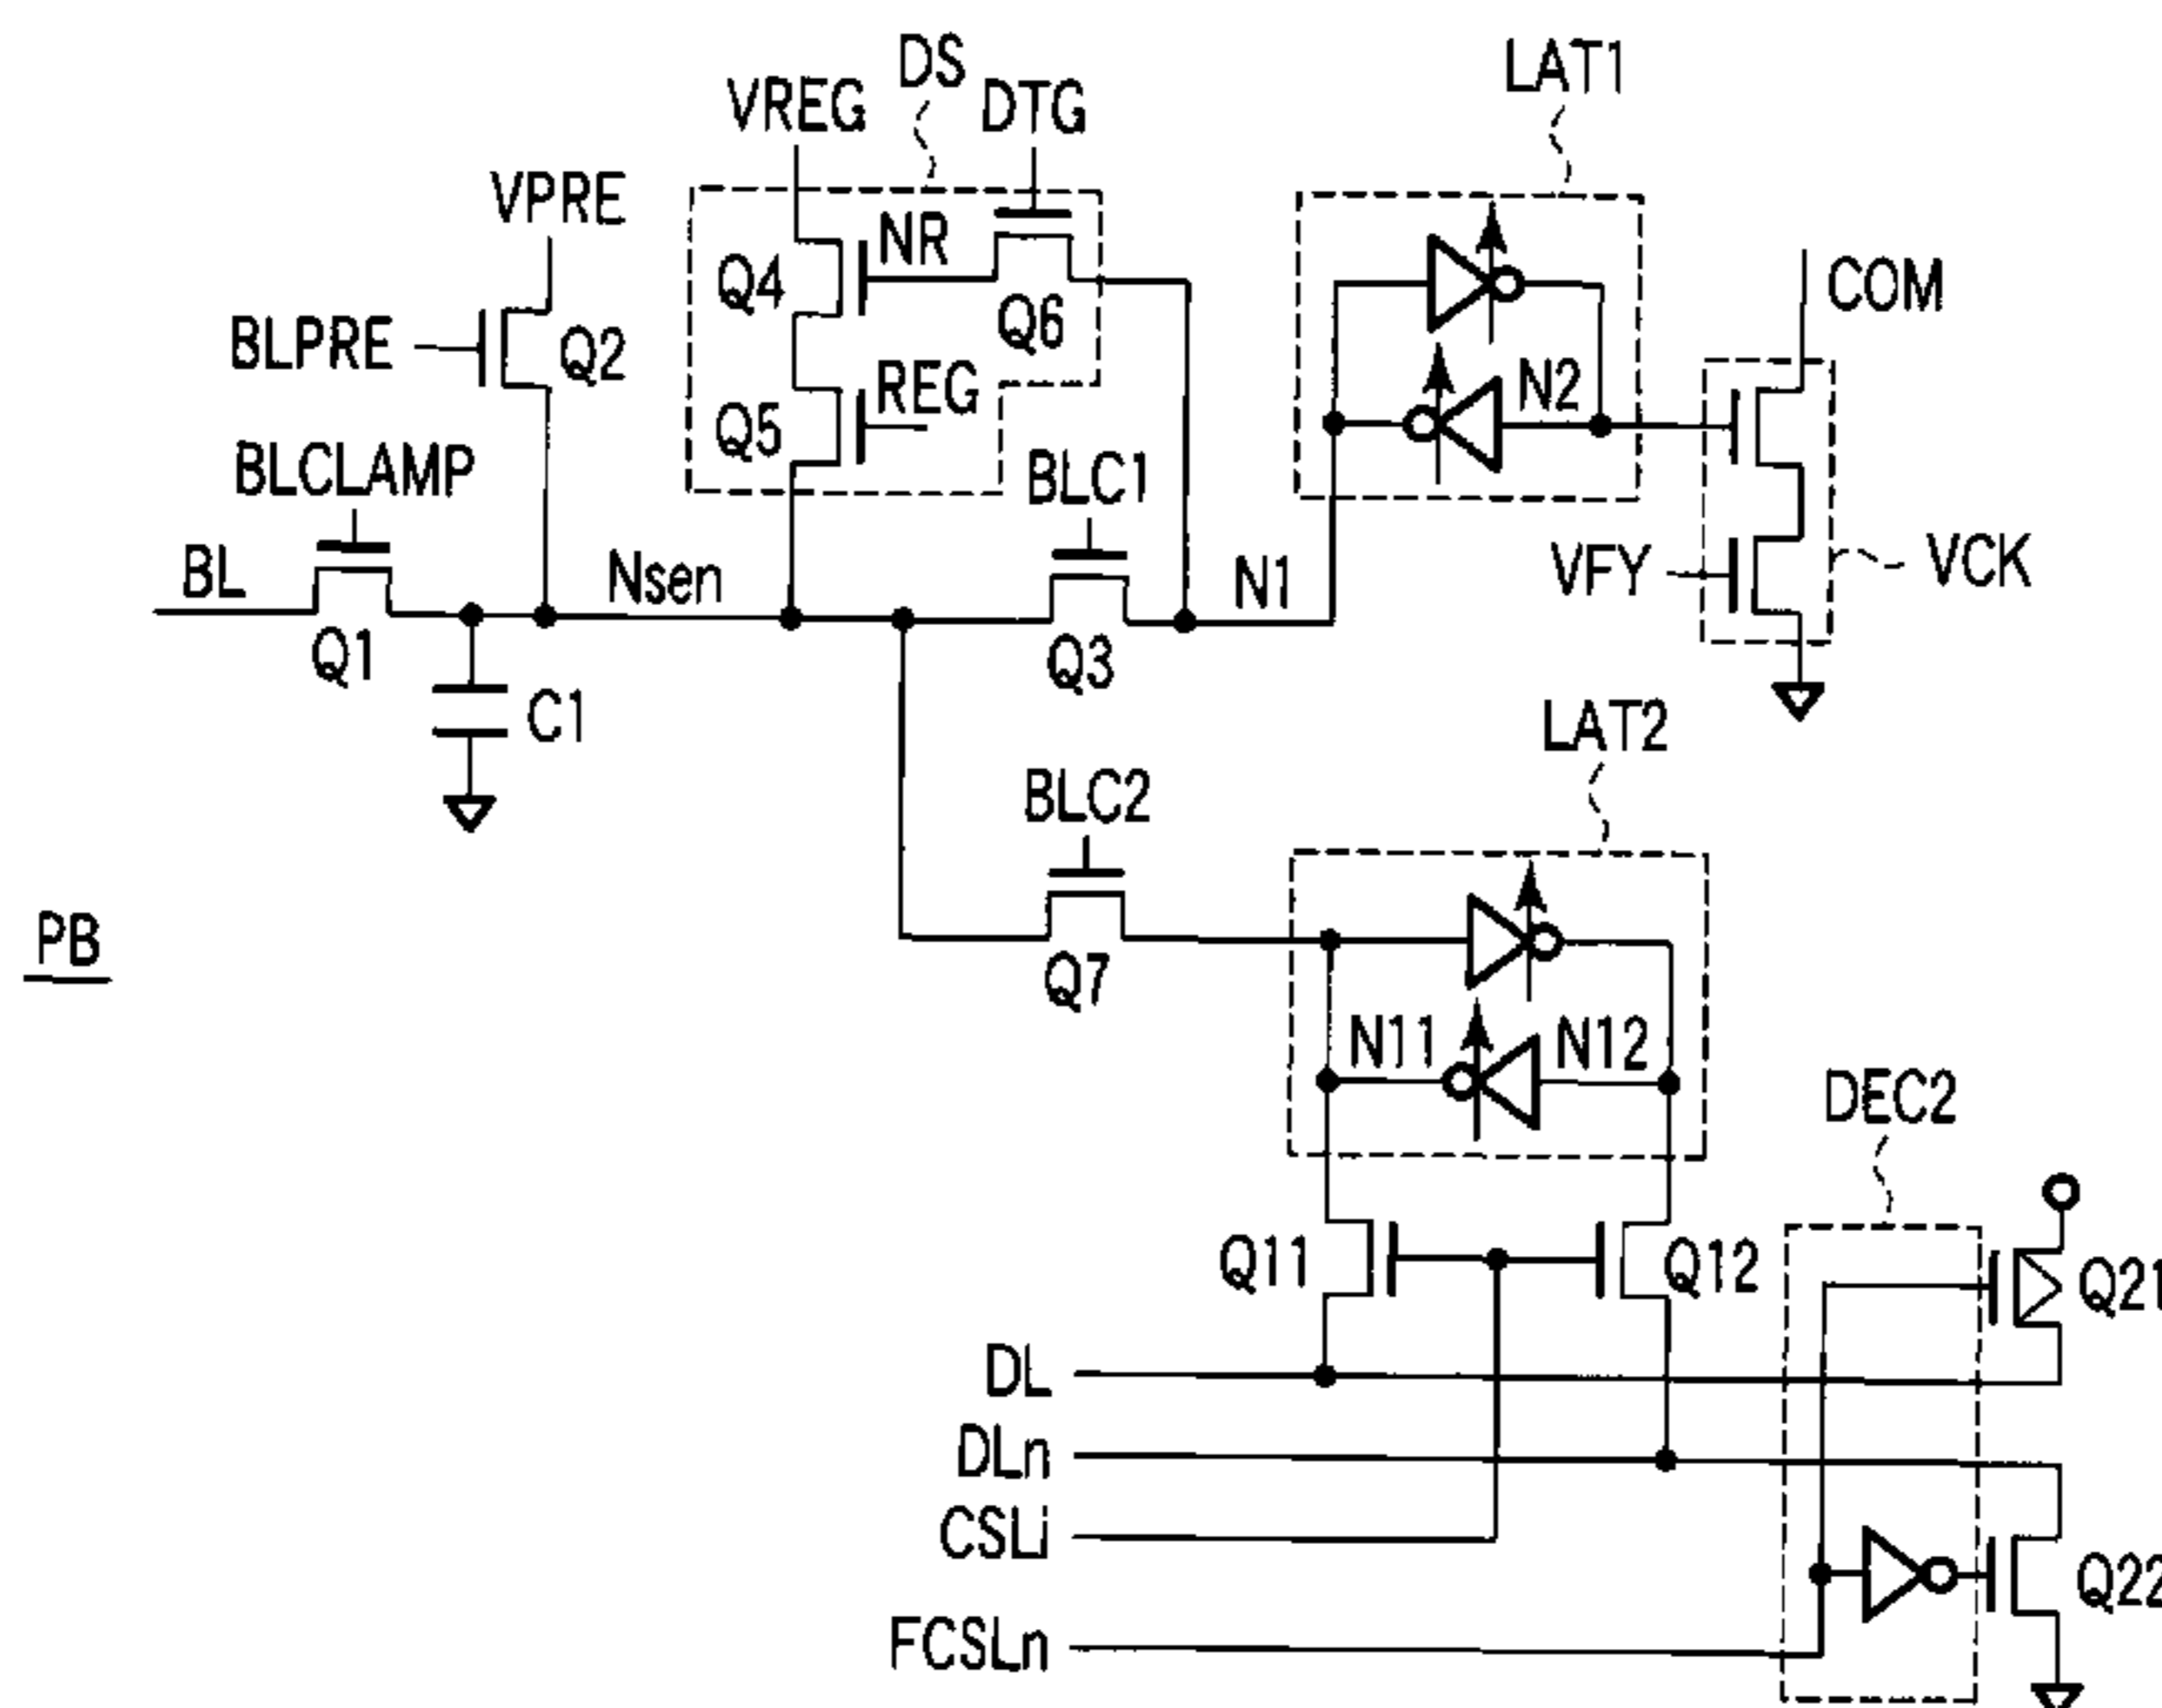 DS
LAT1
VREG
DTG
VPRE
NR
COM
Q4
Q6
BLPRE
Q2
REG
N2
Q5
BLCLAMP
BLC1
BL
Nsen
N1
VFY
VCK
Q1
Q3
C1
LAT2
BLC2
PB
Q7
N11
N12
DEC2
Q11
Q12
Q21
DL
DLn
CSLi
FCSLn
Q22